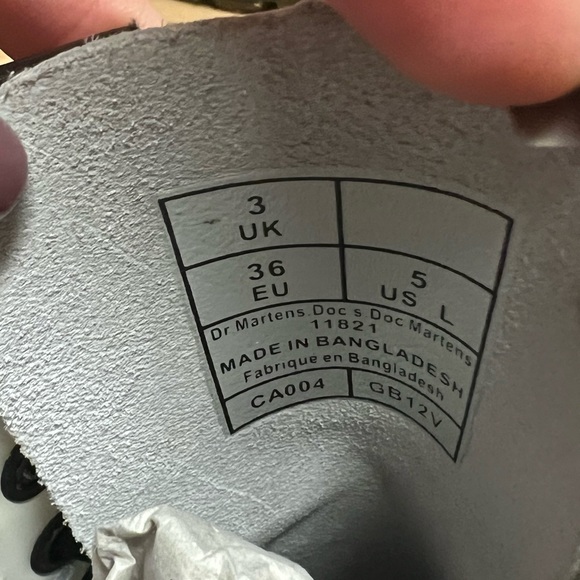 3
UK
36
EU
5
US L
Dr Martens.Doc s Doc Martens
11821
MADE IN BANGLADESH
Fabrique en Bangladesh
CA004
GB12V